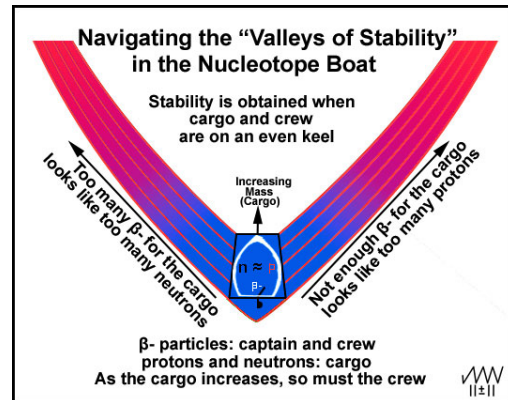 Navigating the “Valleys of Stability”
in the Nucleotope Boat
Stability is obtained when
cargo and crew
are on an even keel
Increasing
Mass
(Cargo)
Too many β- for the cargo
looks like too many neutrons
Not enough β- for the cargo
looks like too many protons
n ≈ p
β-
β- particles: captain and crew
protons and neutrons: cargo
As the cargo increases, so must the crew
||±||